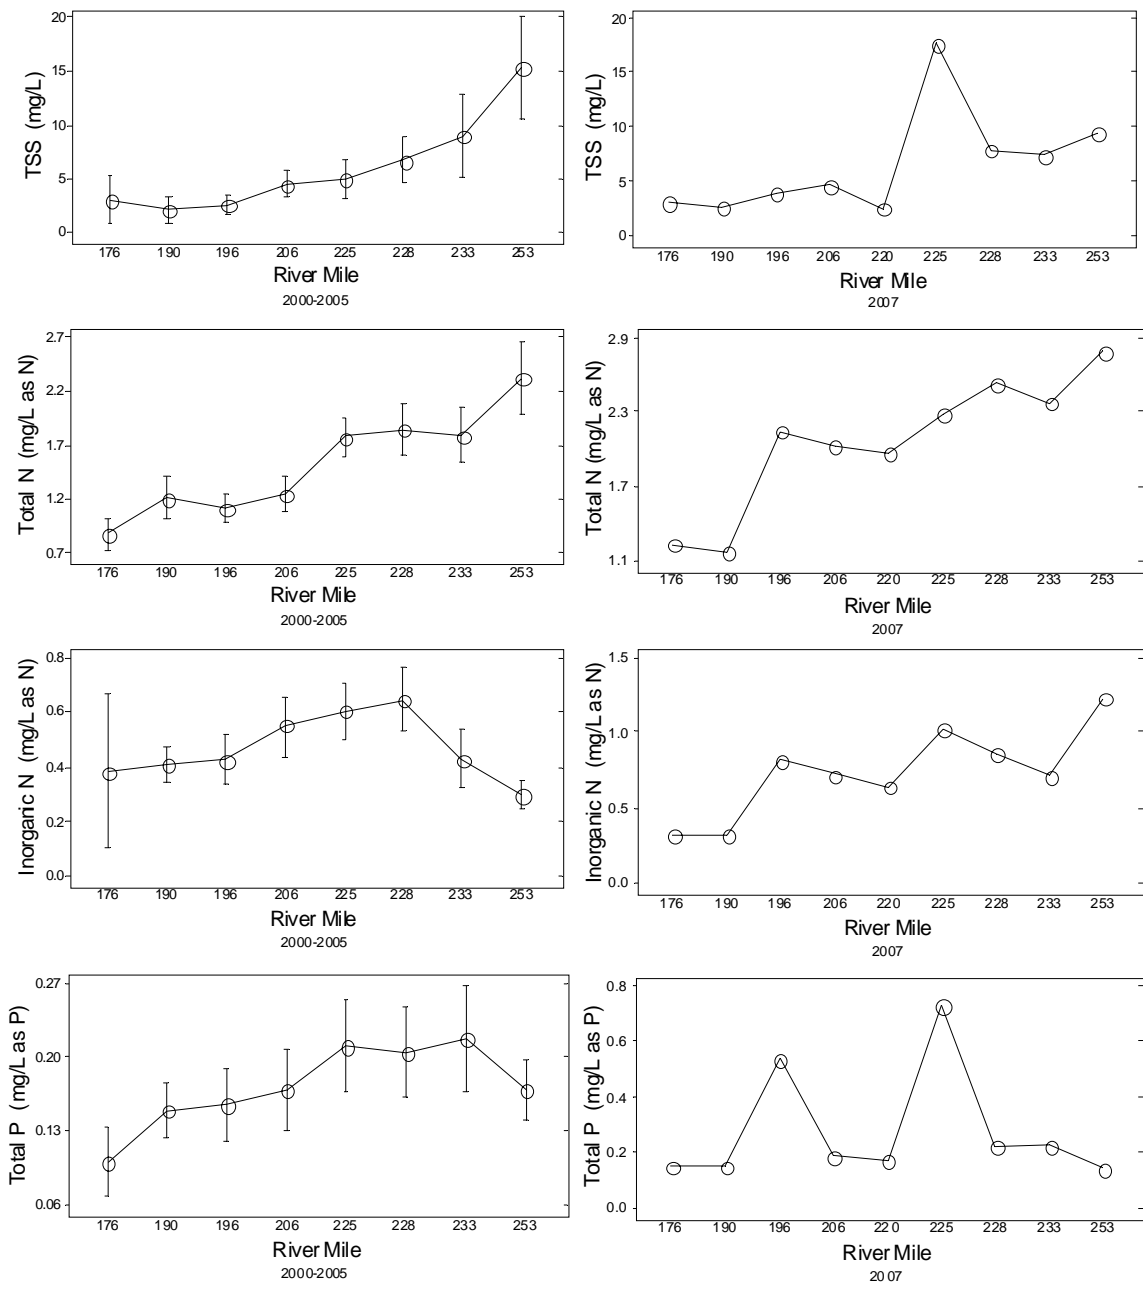 TSS (mg/L)
20
15
10
5
0
176 190 196 206 225 228 233 253
River Mile
2000-2005
TSS (mg/L)
20
15
10
5
0
176 190 196 206 220 225 228 233 253
River Mile
2007
Total N (mg/L as N)
2.7
2.2
1.7
1.2
0.7
176 190 196 206 225 228 233 253
River Mile
2000-2005
Total N (mg/L as N)
2.9
2.3
1.7
1.1
176 190 196 206 220 225 228 233 253
River Mile
2007
Inorganic N (mg/L as N)
0.8
0.6
0.4
0.2
0.0
176 190 196 206 225 228 233 253
River Mile
2000-2005
Inorganic N (mg/L as N)
1.5
1.0
0.5
0.0
176 190 196 206 220 225 228 233 253
River Mile
2007
Total P (mg/L as P)
0.27
0.20
0.13
0.06
176 190 196 206 225 228 233 253
River Mile
2000-2005
Total P (mg/L as P)
0.8
0.6
0.4
0.2
0.0
176 190 196 206 220 225 228 233 253
River Mile
2007